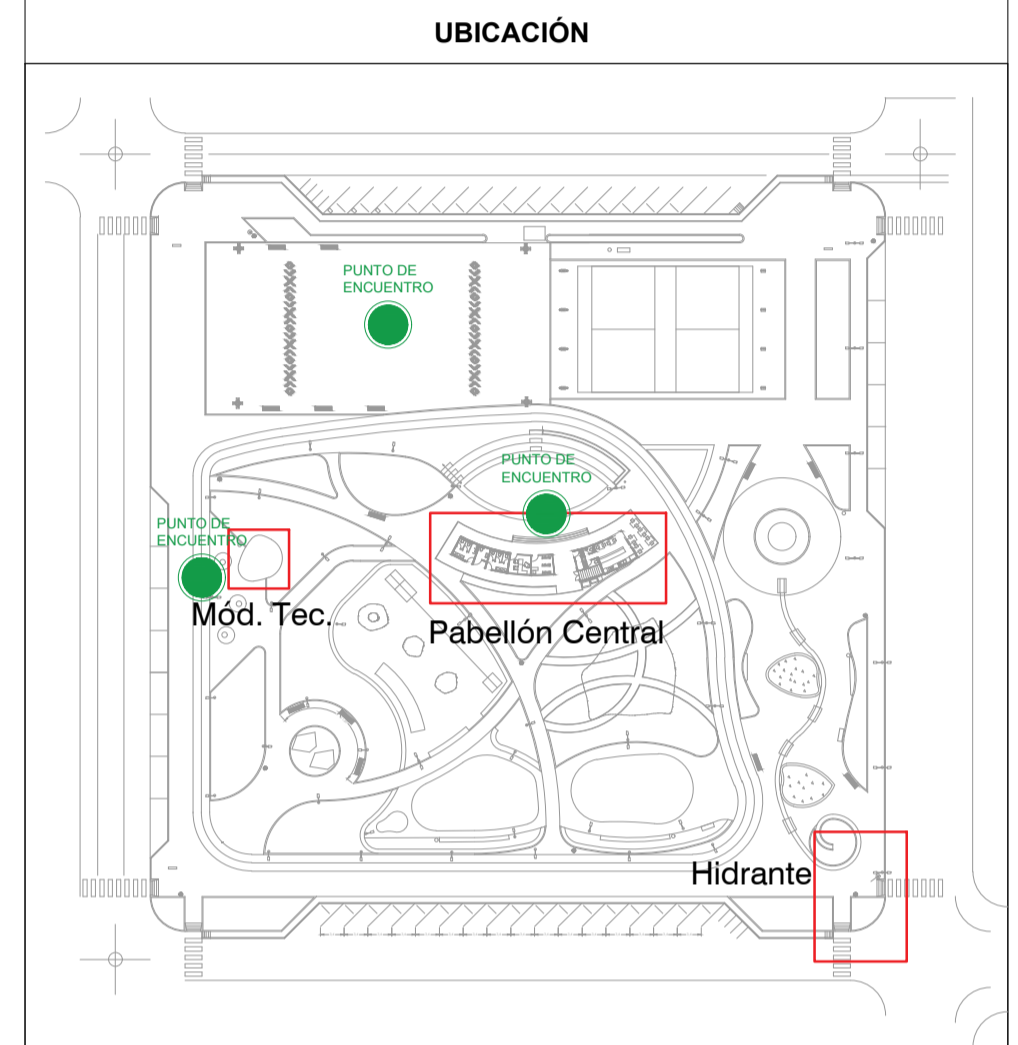 UBICACIÓN
PUNTO DE
ENCUENTRO
PUNTO DE
ENCUENTRO
PUNTO DE
ENCUENTRO
Mód. Tec.
Pabellón Central
Hidrante